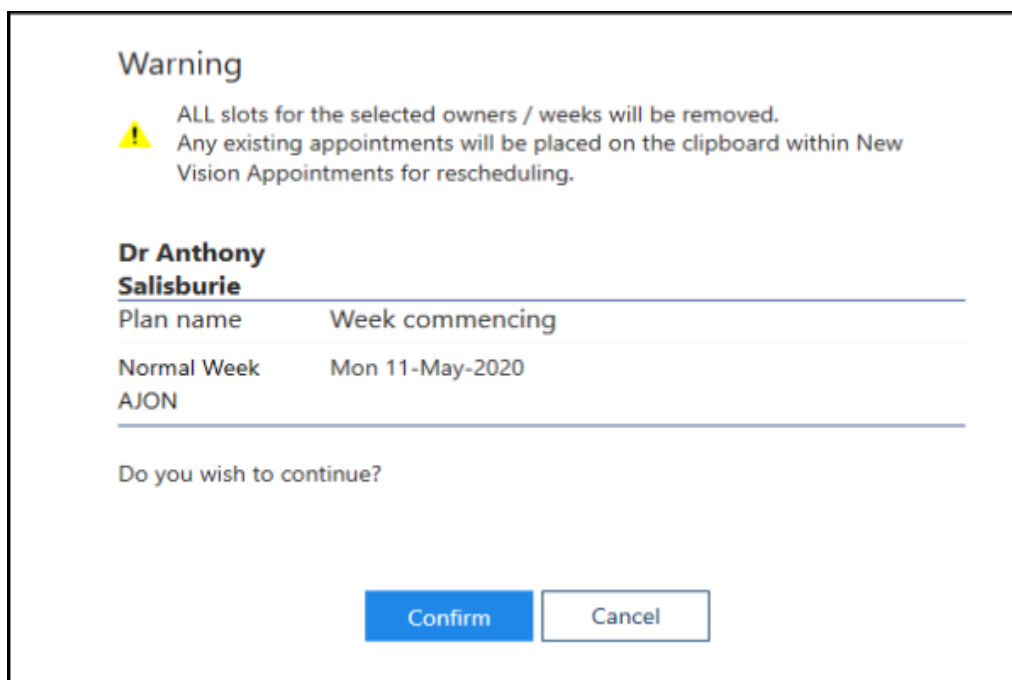 Warning
ALL slots for the selected owners / weeks will be removed.
Any existing appointments will be placed on the clipboard within New
Vision Appointments for rescheduling.
Dr Anthony
Salisburie
Plan name Week commencing
Normal Week Mon 11-May-2020
AJON
Do you wish to continue?
Confirm Cancel